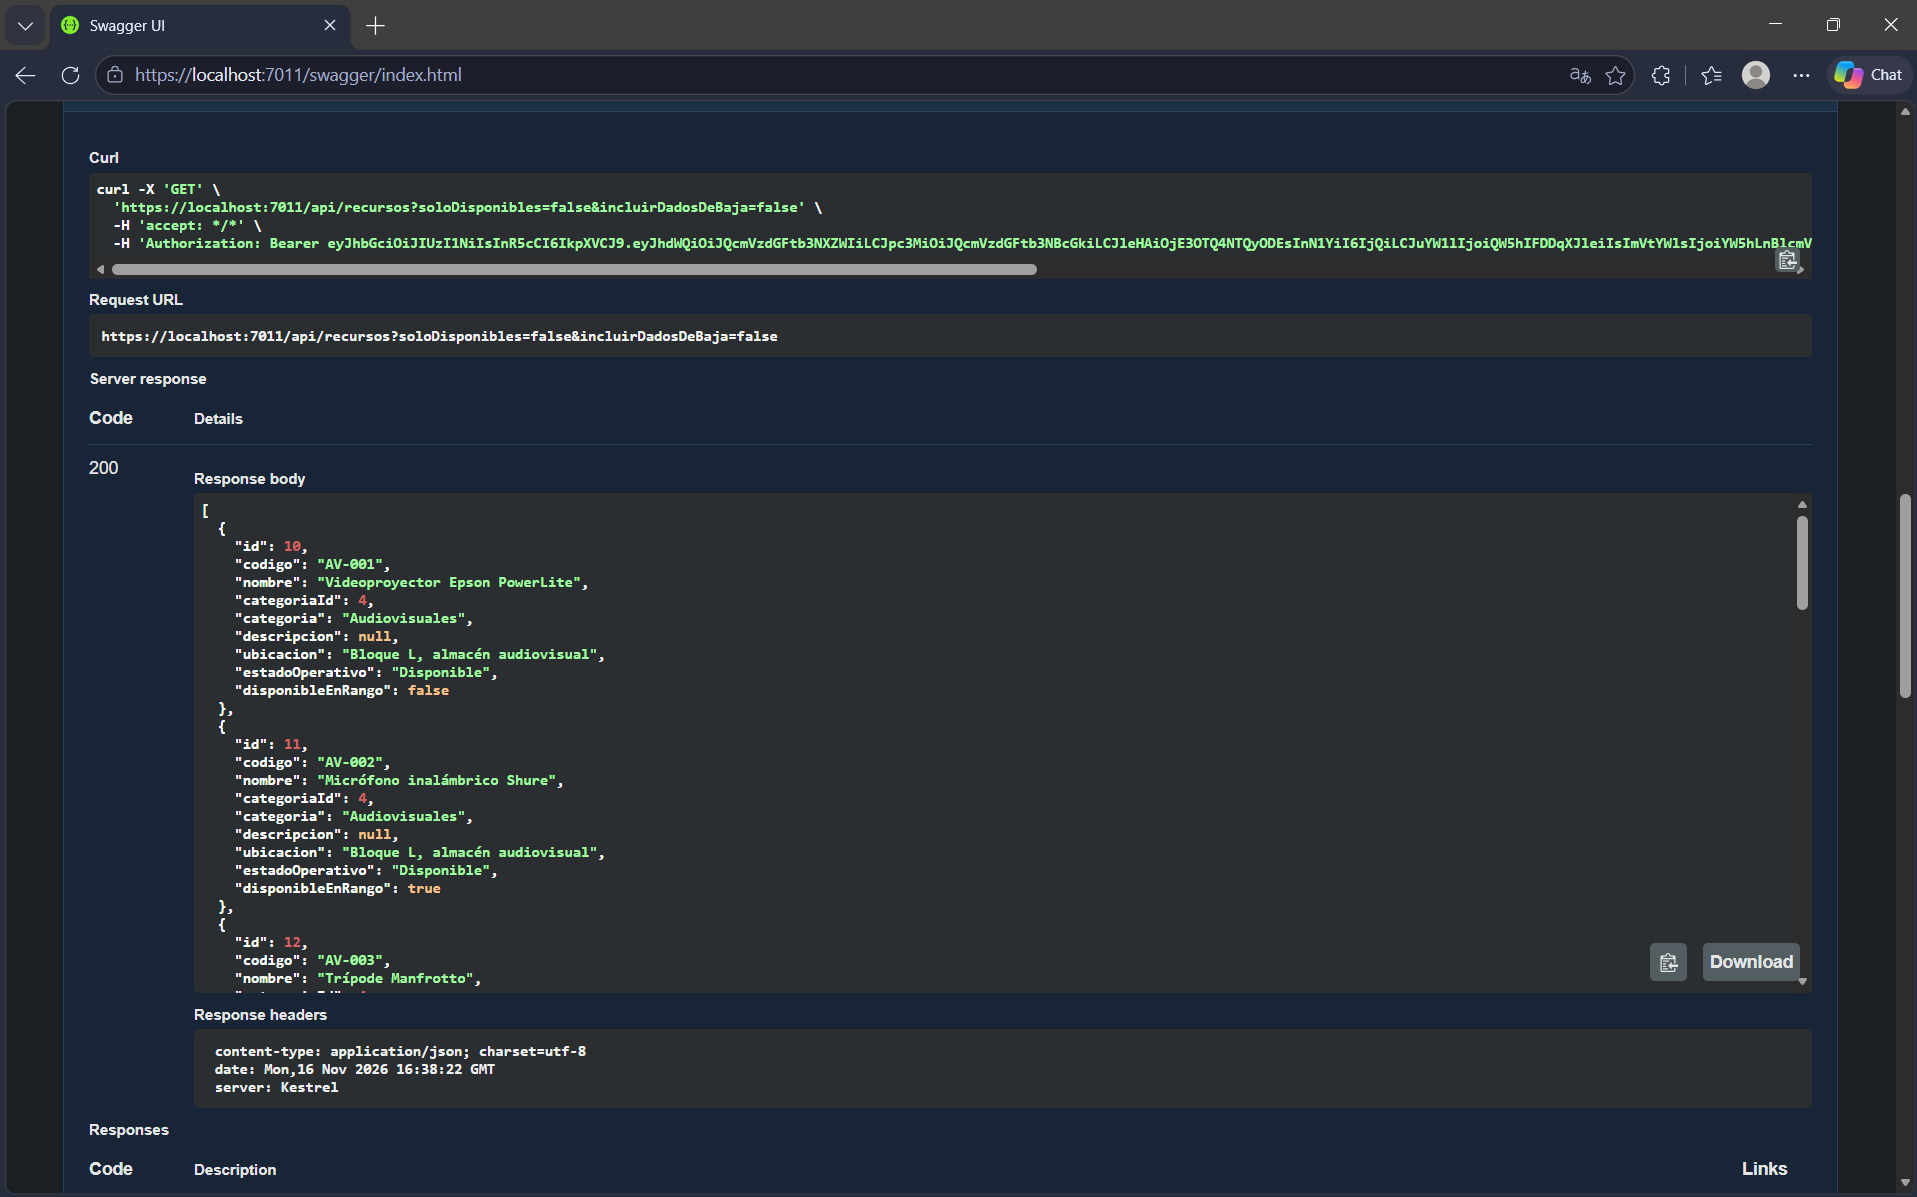 Swagger UI
https://localhost:7011/swagger/index.html
Chat
Curl
curl -X 'GET' \
'https://localhost:7011/api/recursos?soloDisponibles=false&incluirDadosDeBaja=false' \
-H 'accept: */*' \
-H 'Authorization: Bearer eyJhbGciOiJIUzI1NiIsInR5cCI6IkpXVCJ9.eyJhdWQiOiJQcmVzdGFtb3NXZWIiLCJpc3MiOiJQcmVzdGFtb3NBcGkiLCJleHAiOjE3OTQ4NTQyODEsInN1YiI6IjQiLCJuYW1lIjoiQW5hIFDDqXJleiIsImVtYWlsIjoiYW5hLnB1cmV
Request URL
https://localhost:7011/api/recursos?soloDisponibles=false&incluirDadosDeBaja=false
Server response
Code
Details
200
Response body
[
{
"id": 10,
"codigo": "AV-001",
"nombre": "Videoproyector Epson PowerLite",
"categoriaId": 4,
"categoria": "Audiovisuales",
"descripcion": null,
"ubicacion": "Bloque L, almacén audiovisual",
"estadoOperativo": "Disponible",
"disponibleEnRango": false
},
{
"id": 11,
"codigo": "AV-002",
"nombre": "Micrófono inalámbrico Shure",
"categoriaId": 4,
"categoria": "Audiovisuales",
"descripcion": null,
"ubicacion": "Bloque L, almacén audiovisual",
"estadoOperativo": "Disponible",
"disponibleEnRango": true
},
{
"id": 12,
"codigo": "AV-003",
"nombre": "Trípode Manfrotto",
Download
Response headers
content-type: application/json; charset=utf-8
date: Mon,16 Nov 2026 16:38:22 GMT
server: Kestrel
Responses
Code
Description
Links